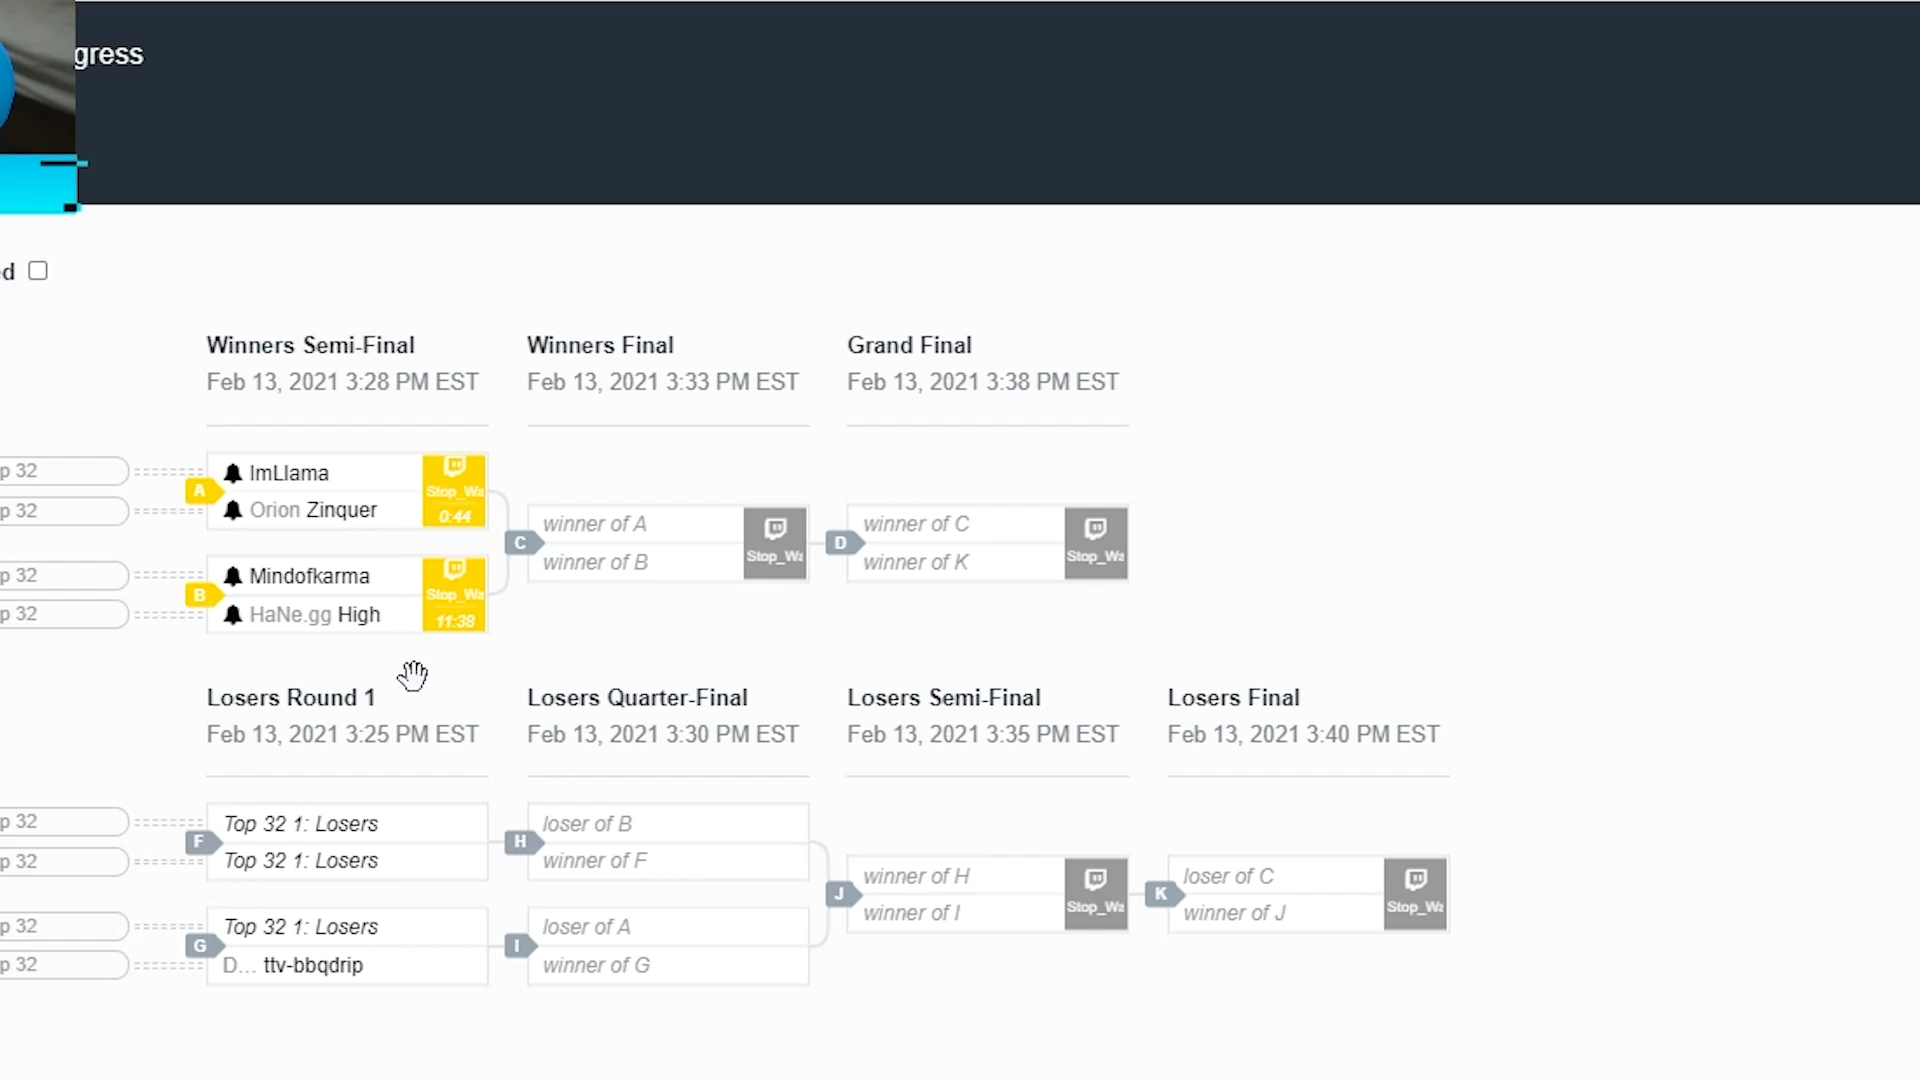 gress
d
Winners Semi-Final
Feb 13, 2021 3:28 PM EST
Winners Final
Feb 13, 2021 3:33 PM EST
Grand Final
Feb 13, 2021 3:38 PM EST
p 32
p 32
p 32
p 32
A
ImLlama
Orion Zinquer
Stop_Wa
0:44
B
Mindofkarma
HaNe.gg High
Stop_Wa
11:38
C
winner of A
winner of B
Stop_Wa
D
winner of C
winner of K
Stop_Wa
Losers Round 1
Feb 13, 2021 3:25 PM EST
Losers Quarter-Final
Feb 13, 2021 3:30 PM EST
Losers Semi-Final
Feb 13, 2021 3:35 PM EST
Losers Final
Feb 13, 2021 3:40 PM EST
p 32
p 32
p 32
p 32
F
Top 32 1: Losers
Top 32 1: Losers
G
Top 32 1: Losers
D... ttv-bbqdrip
H
loser of B
winner of F
I
loser of A
winner of G
J
winner of H
winner of I
Stop_Wa
K
loser of C
winner of J
Stop_Wa